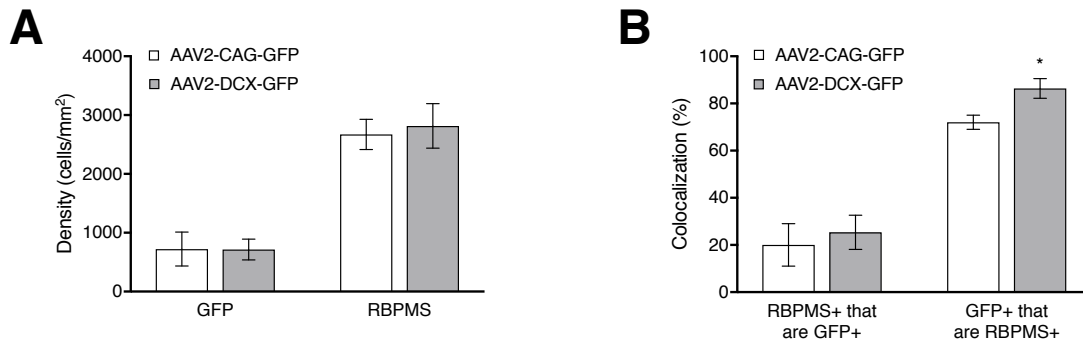 A
AAV2-CAG-GFP
AAV2-DCX-GFP
Density (cells/mm²)
4000
3000
2000
1000
0
GFP
RBPMS
B
AAV2-CAG-GFP
AAV2-DCX-GFP
Colocalization (%)
100
80
60
40
20
0
*
RBPMS+ that
are GFP+
GFP+ that
are RBPMS+